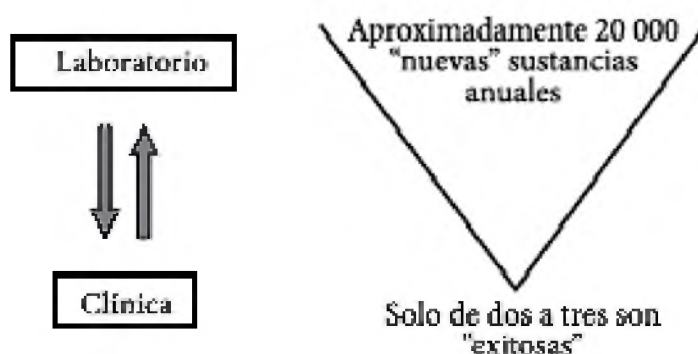 Laboratorio
Aproximadamente 20 000
"nuevas" sustancias
anuales
Clínica
Solo de dos a tres son
"exitosas"